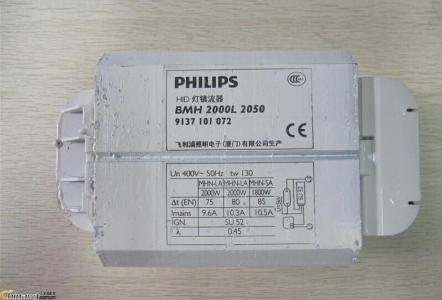 PHILIPS
HID 灯镇流器
BMH 2000L 2050
9137 101 072
CCC
CE
飞利浦照明电子(厦门)有限公司生产
Un 400V~ 50Hz tw 130
MHN-LA MHN-LA MHN-SA
2000W 2000W 1800W
Δt (EN) 75 80 85
Imains 9.6A 10.3A 10.5A
IGN. SU 52
λ 0.45